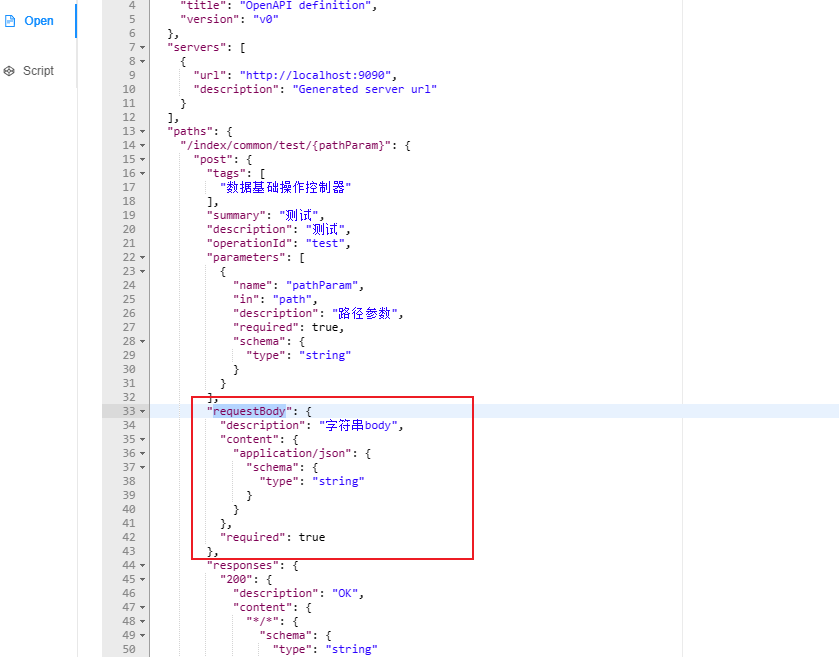 Open
Script
4 "title": "OpenAPI definition",
5 "version": "v0"
6 },
7 "servers": [
8 {
9 "url": "http://localhost:9090",
10 "description": "Generated server url"
11 }
12 ],
13 "paths": {
14 "/index/common/test/{pathParam}": {
15 "post": {
16 "tags": [
17 "数据基础操作控制器"
18 ],
19 "summary": "测试",
20 "description": "测试",
21 "operationId": "test",
22 "parameters": [
23 {
24 "name": "pathParam",
25 "in": "path",
26 "description": "路径参数",
27 "required": true,
28 "schema": {
29 "type": "string"
30 }
31 }
32 ],
33 "requestBody": {
34 "description": "字符串body",
35 "content": {
36 "application/json": {
37 "schema": {
38 "type": "string"
39 }
40 }
41 },
42 "required": true
43 },
44 "responses": {
45 "200": {
46 "description": "OK",
47 "content": {
48 "*/*": {
49 "schema": {
50 "type": "string"